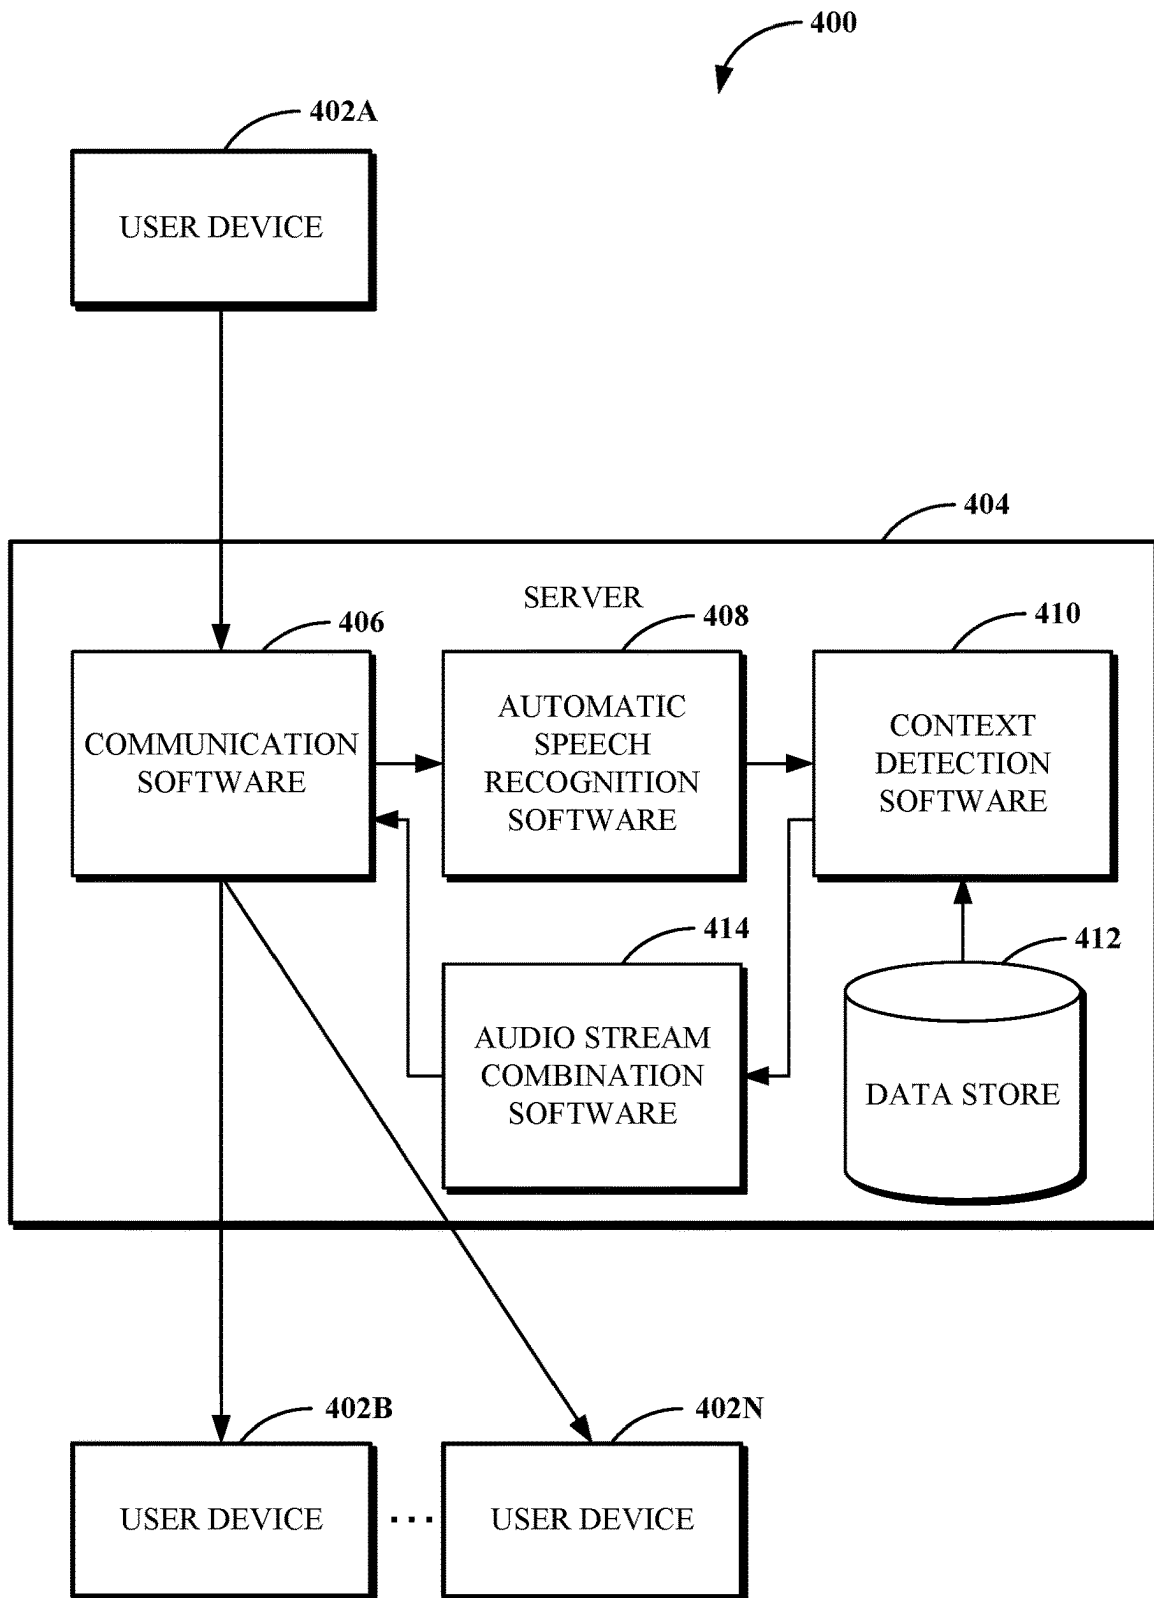 400
402A
USER DEVICE
404
SERVER
406
408
410
COMMUNICATION
SOFTWARE
AUTOMATIC
SPEECH
RECOGNITION
SOFTWARE
CONTEXT
DETECTION
SOFTWARE
414
412
AUDIO STREAM
COMBINATION
SOFTWARE
DATA STORE
402B
402N
USER DEVICE
...
USER DEVICE